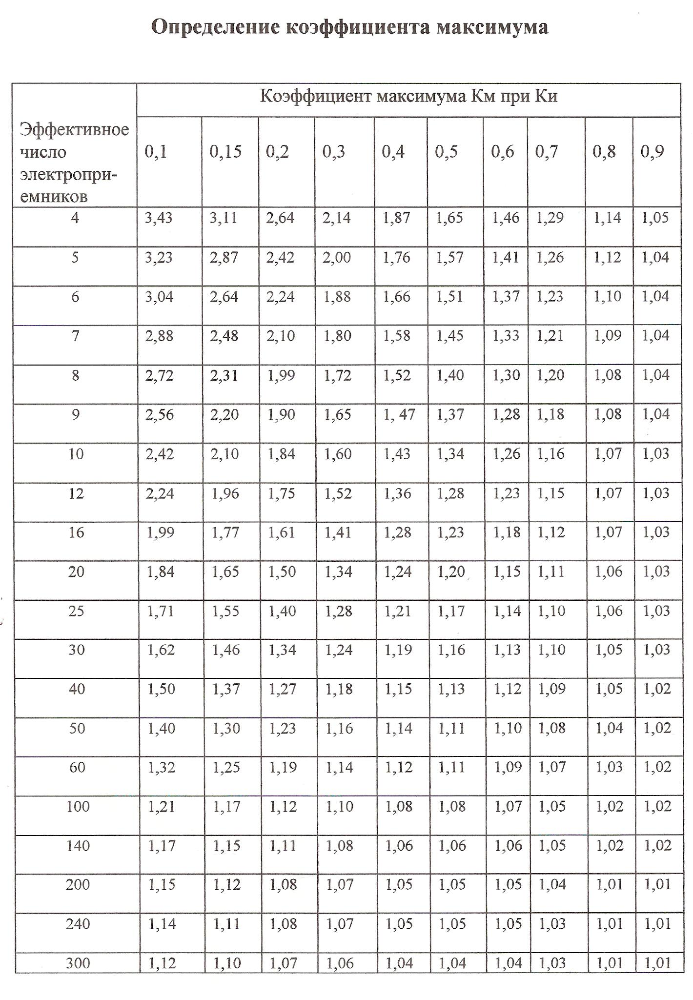 Определение коэффициента максимума
Эффективное
число
электропри-
емников
Коэффициент максимума Км при Ки
0,1 0,15 0,2 0,3 0,4 0,5 0,6 0,7 0,8 0,9
4 3,43 3,11 2,64 2,14 1,87 1,65 1,46 1,29 1,14 1,05
5 3,23 2,87 2,42 2,00 1,76 1,57 1,41 1,26 1,12 1,04
6 3,04 2,64 2,24 1,88 1,66 1,51 1,37 1,23 1,10 1,04
7 2,88 2,48 2,10 1,80 1,58 1,45 1,33 1,21 1,09 1,04
8 2,72 2,31 1,99 1,72 1,52 1,40 1,30 1,20 1,08 1,04
9 2,56 2,20 1,90 1,65 1, 47 1,37 1,28 1,18 1,08 1,04
10 2,42 2,10 1,84 1,60 1,43 1,34 1,26 1,16 1,07 1,03
12 2,24 1,96 1,75 1,52 1,36 1,28 1,23 1,15 1,07 1,03
16 1,99 1,77 1,61 1,41 1,28 1,23 1,18 1,12 1,07 1,03
20 1,84 1,65 1,50 1,34 1,24 1,20 1,15 1,11 1,06 1,03
25 1,71 1,55 1,40 1,28 1,21 1,17 1,14 1,10 1,06 1,03
30 1,62 1,46 1,34 1,24 1,19 1,16 1,13 1,10 1,05 1,03
40 1,50 1,37 1,27 1,18 1,15 1,13 1,12 1,09 1,05 1,02
50 1,40 1,30 1,23 1,16 1,14 1,11 1,10 1,08 1,04 1,02
60 1,32 1,25 1,19 1,14 1,12 1,11 1,09 1,07 1,03 1,02
100 1,21 1,17 1,12 1,10 1,08 1,08 1,07 1,05 1,02 1,02
140 1,17 1,15 1,11 1,08 1,06 1,06 1,06 1,05 1,02 1,02
200 1,15 1,12 1,08 1,07 1,05 1,05 1,05 1,04 1,01 1,01
240 1,14 1,11 1,08 1,07 1,05 1,05 1,05 1,03 1,01 1,01
300 1,12 1,10 1,07 1,06 1,04 1,04 1,04 1,03 1,01 1,01